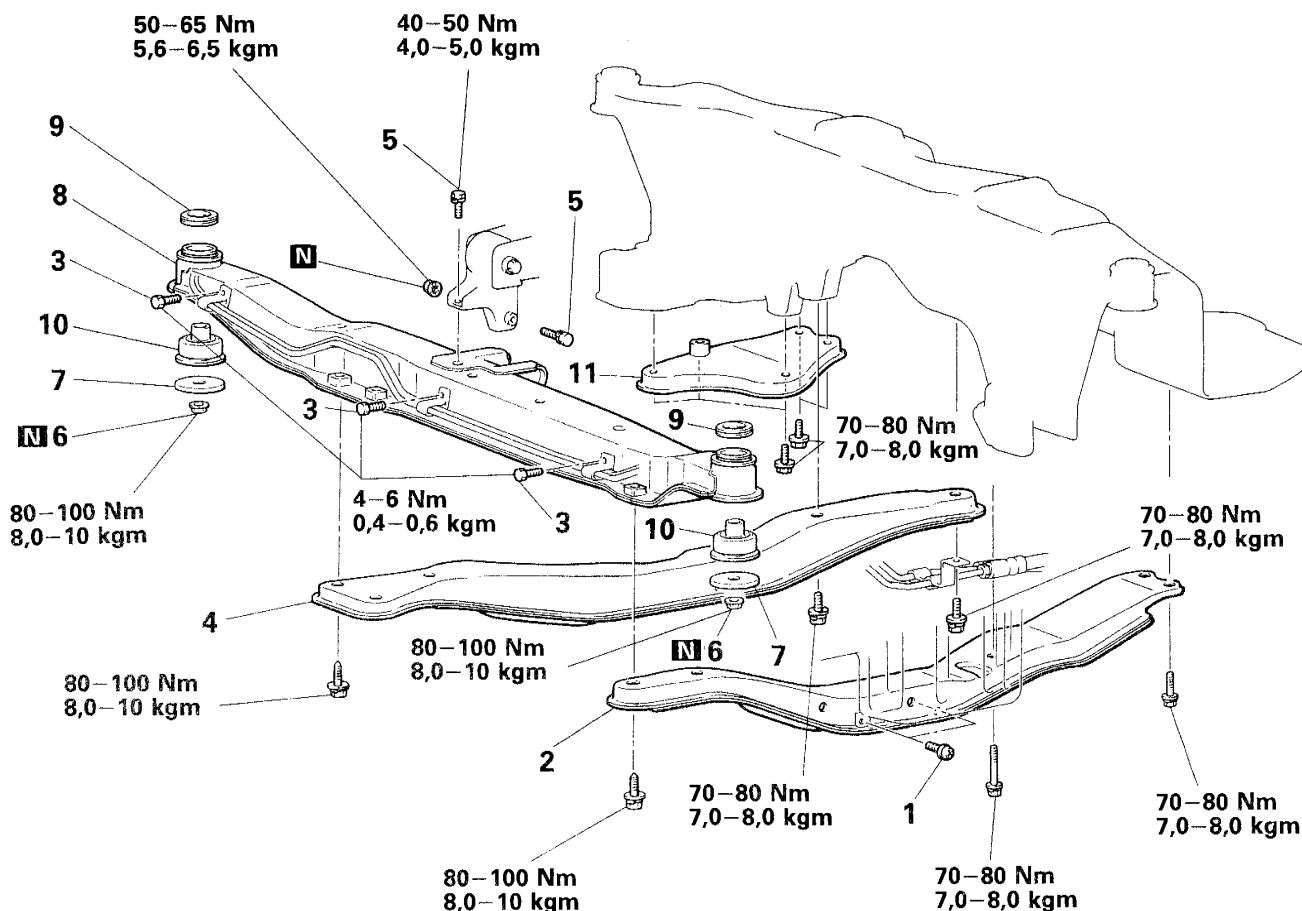 50–65 Nm
5,6–6,5 kgm
40–50 Nm
4,0–5,0 kgm
9
5
8
5
3
N
10
11
7
3
9
70–80 Nm
7,0–8,0 kgm
N 6
4–6 Nm
0,4–0,6 kgm
3
80–100 Nm
8,0–10 kgm
10
70–80 Nm
7,0–8,0 kgm
4
80–100 Nm
8,0–10 kgm
N 6
7
80–100 Nm
8,0–10 kgm
2
1
70–80 Nm
7,0–8,0 kgm
70–80 Nm
7,0–8,0 kgm
80–100 Nm
8,0–10 kgm
70–80 Nm
7,0–8,0 kgm